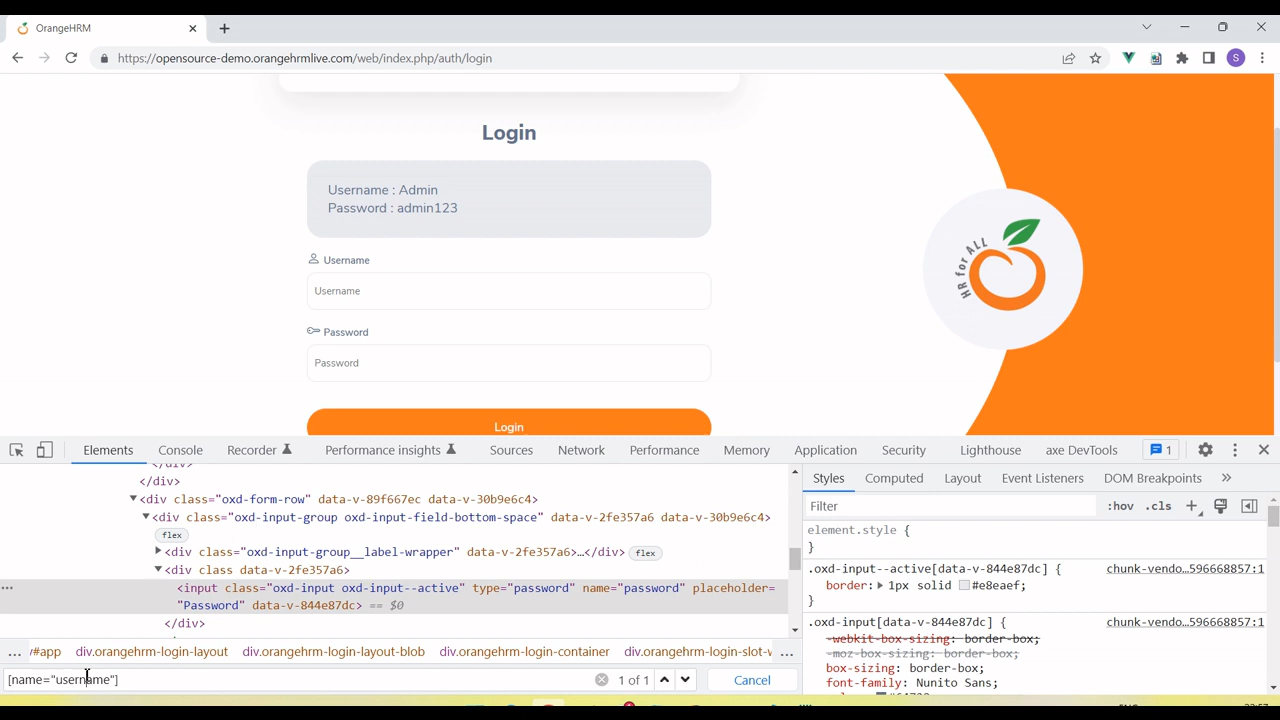 OrangeHRM
https://opensource-demo.orangehrmlive.com/web/index.php/auth/login
S
Login
Username : Admin
Password : admin123
Username
Username
Password
Password
Login
HR for ALL
Elements Console Recorder Performance insights Sources Network Performance Memory Application Security Lighthouse axe DevTools 1
</div>
</div>
<div class="oxd-form-row" data-v-89f667ec data-v-30b9e6c4>
<div class="oxd-input-group oxd-input-field-bottom-space" data-v-2fe357a6 data-v-30b9e6c4>
flex
<div class="oxd-input-group__label-wrapper" data-v-2fe357a6>…</div> flex
<div class data-v-2fe357a6>
<input class="oxd-input oxd-input--active" type="password" name="password" placeholder=
"Password" data-v-844e87dc> == $0
</div>
... v#app div.orangehrm-login-layout div.orangehrm-login-layout-blob div.orangehrm-login-container div.orangehrm-login-slot-w ...
[name="username"] 1 of 1 Cancel
Styles Computed Layout Event Listeners DOM Breakpoints »
Filter :hov .cls +
element.style {
}
.oxd-input--active[data-v-844e87dc] { chunk-vendo…596668857:1
border: 1px solid #e8eaef;
}
.oxd-input[data-v-844e87dc] { chunk-vendo…596668857:1
-webkit-box-sizing: border-box;
-moz-box-sizing: border-box;
box-sizing: border-box;
font-family: Nunito Sans;